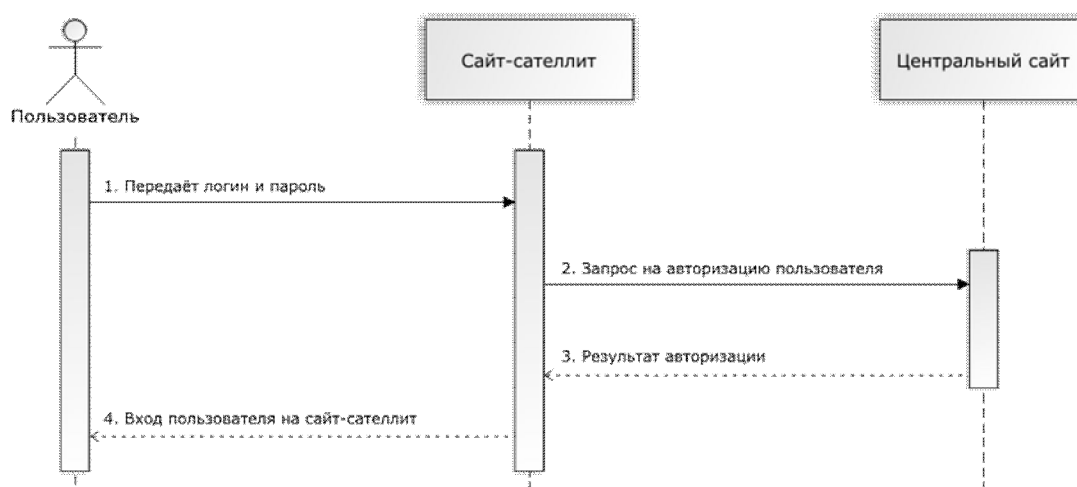 Сайт-сателлит
Центральный сайт
Пользователь
1. Передаёт логин и пароль
2. Запрос на авторизацию пользователя
3. Результат авторизации
4. Вход пользователя на сайт-сателлит